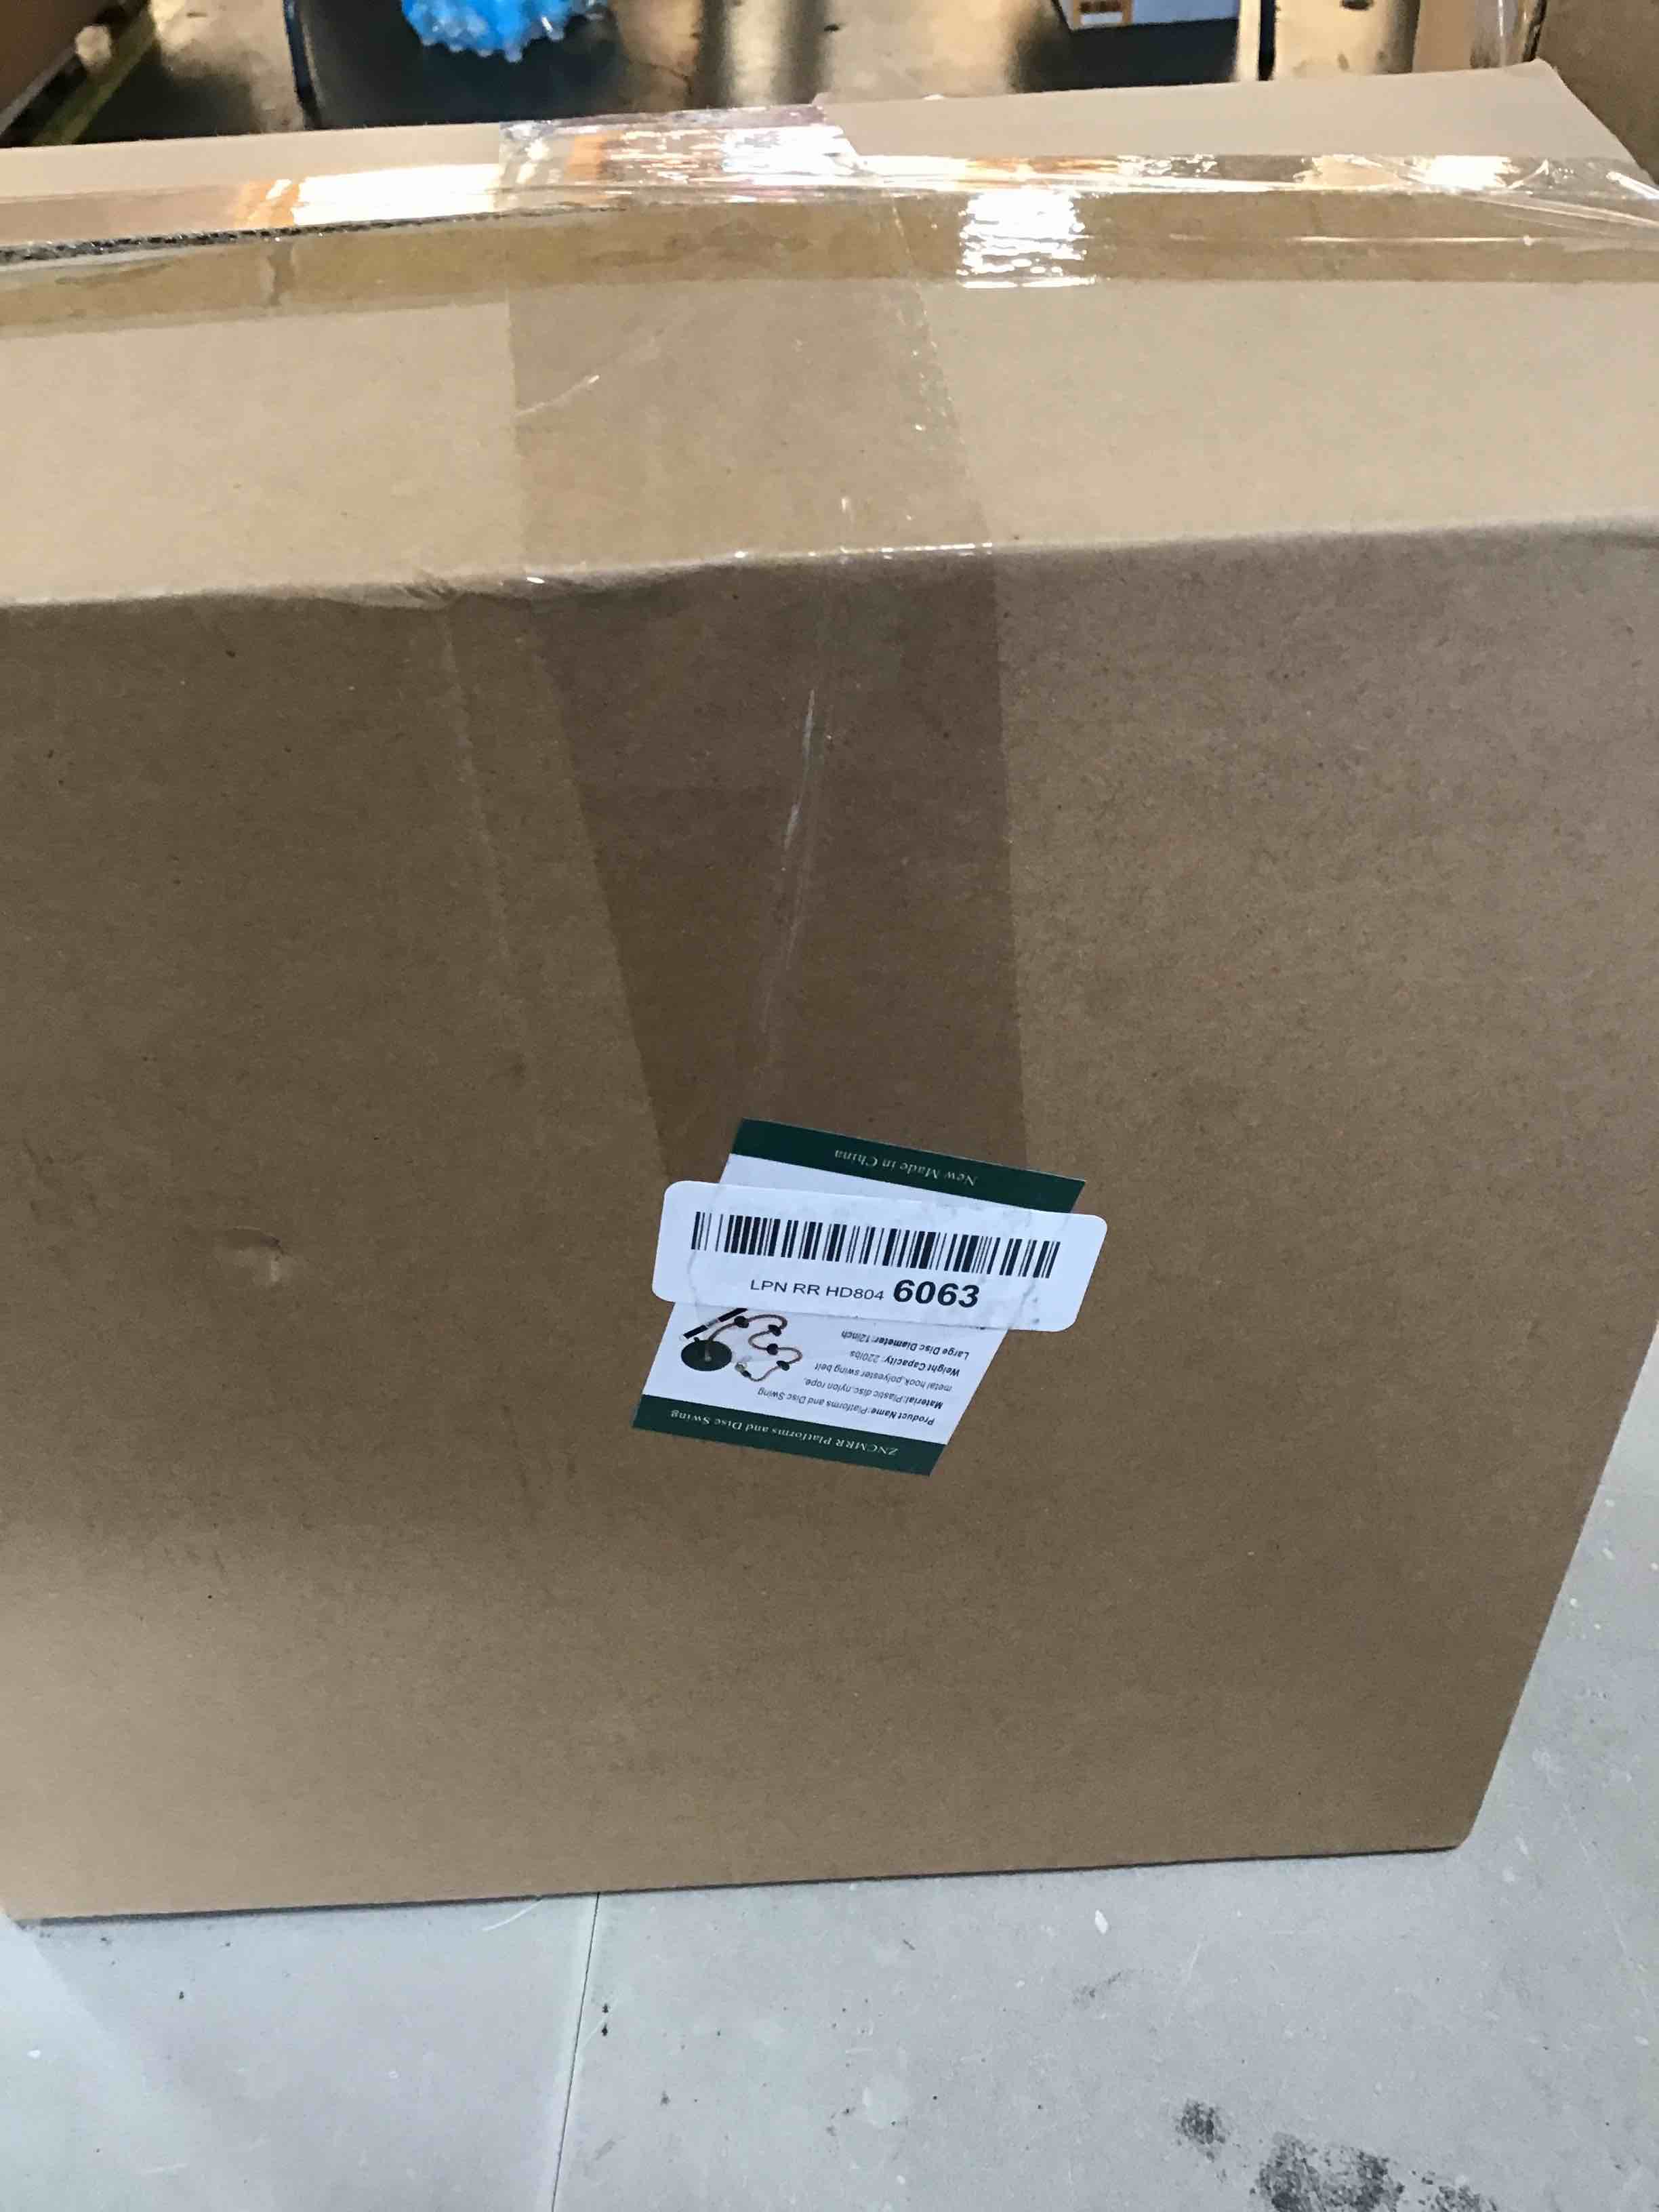 New Made in China
LPN RR HD804 6063
ZNCMRR Platforms and Disc Swing
Product Name:Platforms and Disc Swing
Material:Plastic disc,nylon rope,
metal hook,polyester swing belt
Weight Capacity:220lbs
Large Disc Diameter:12inch